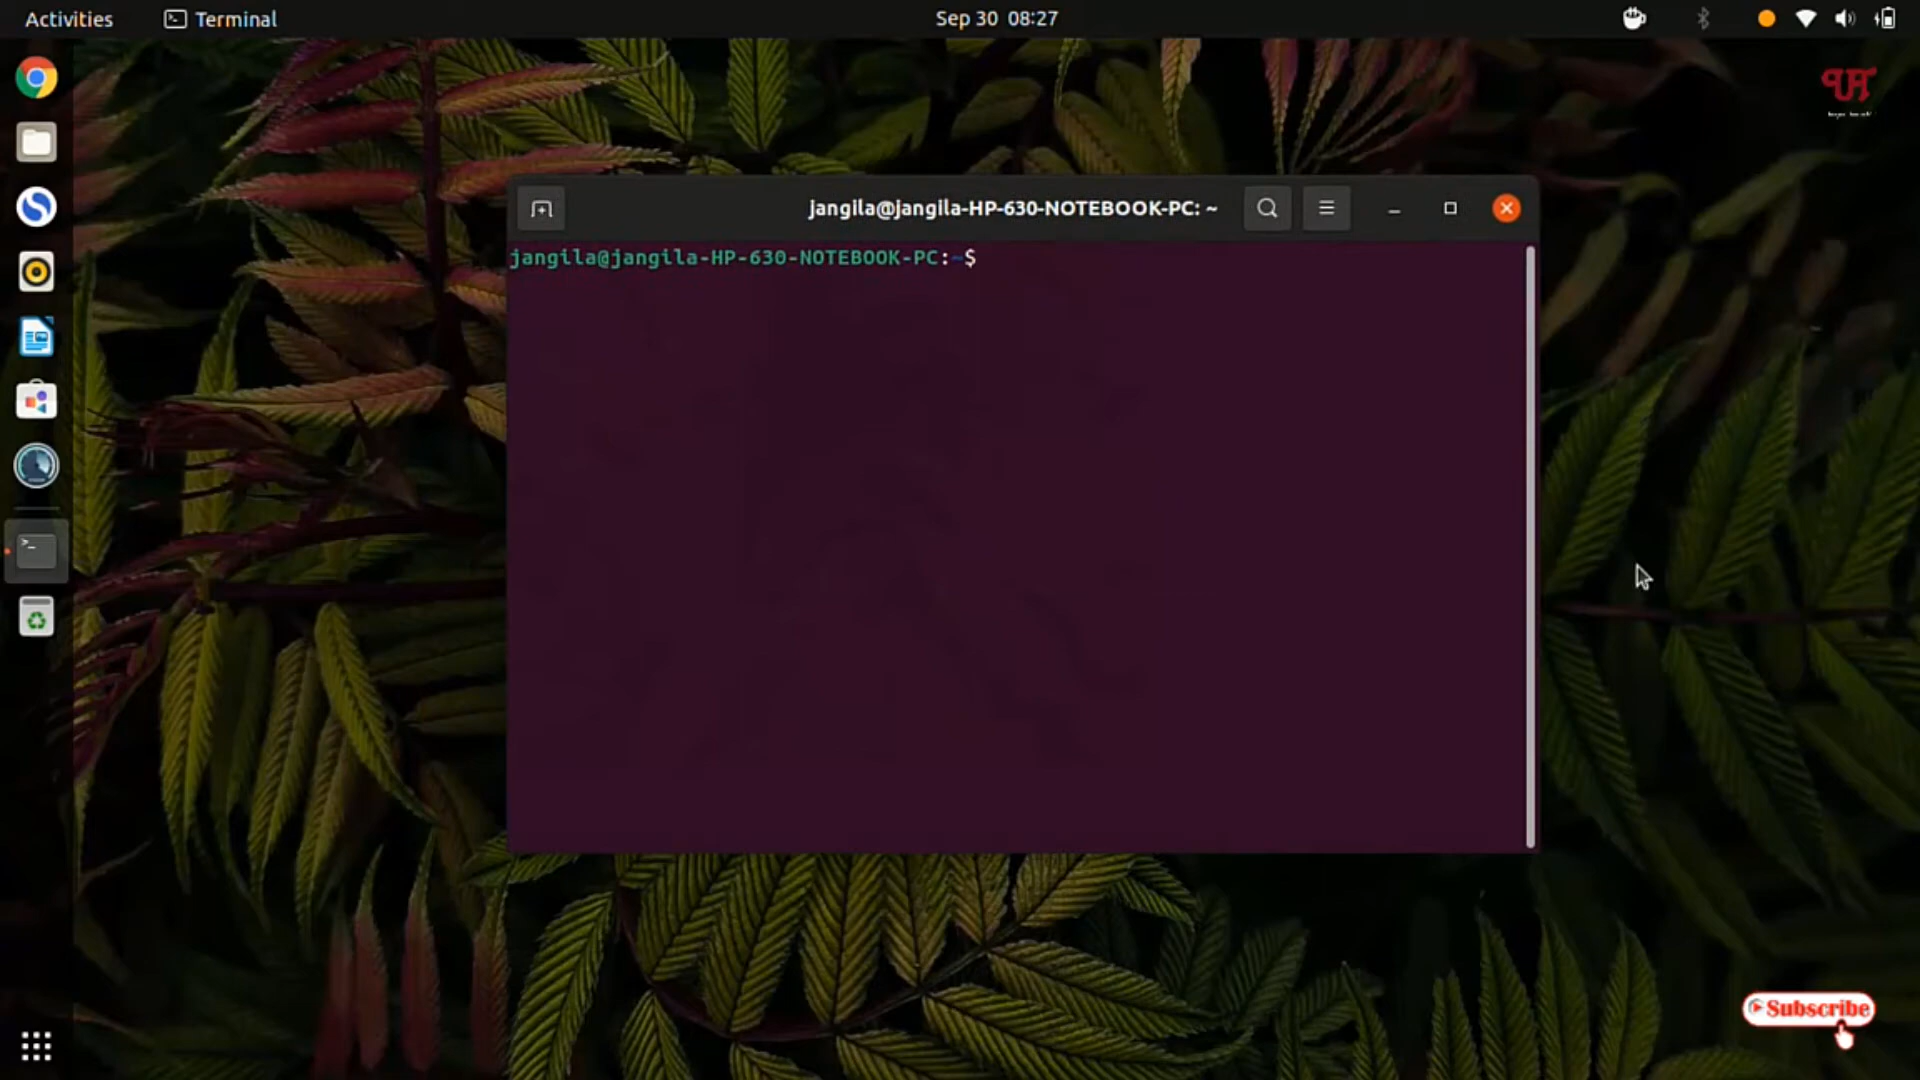 Activities
Terminal
Sep 30 08:27
jangila@jangila-HP-630-NOTEBOOK-PC: ~
jangila@jangila-HP-630-NOTEBOOK-PC:~$
Subscribe